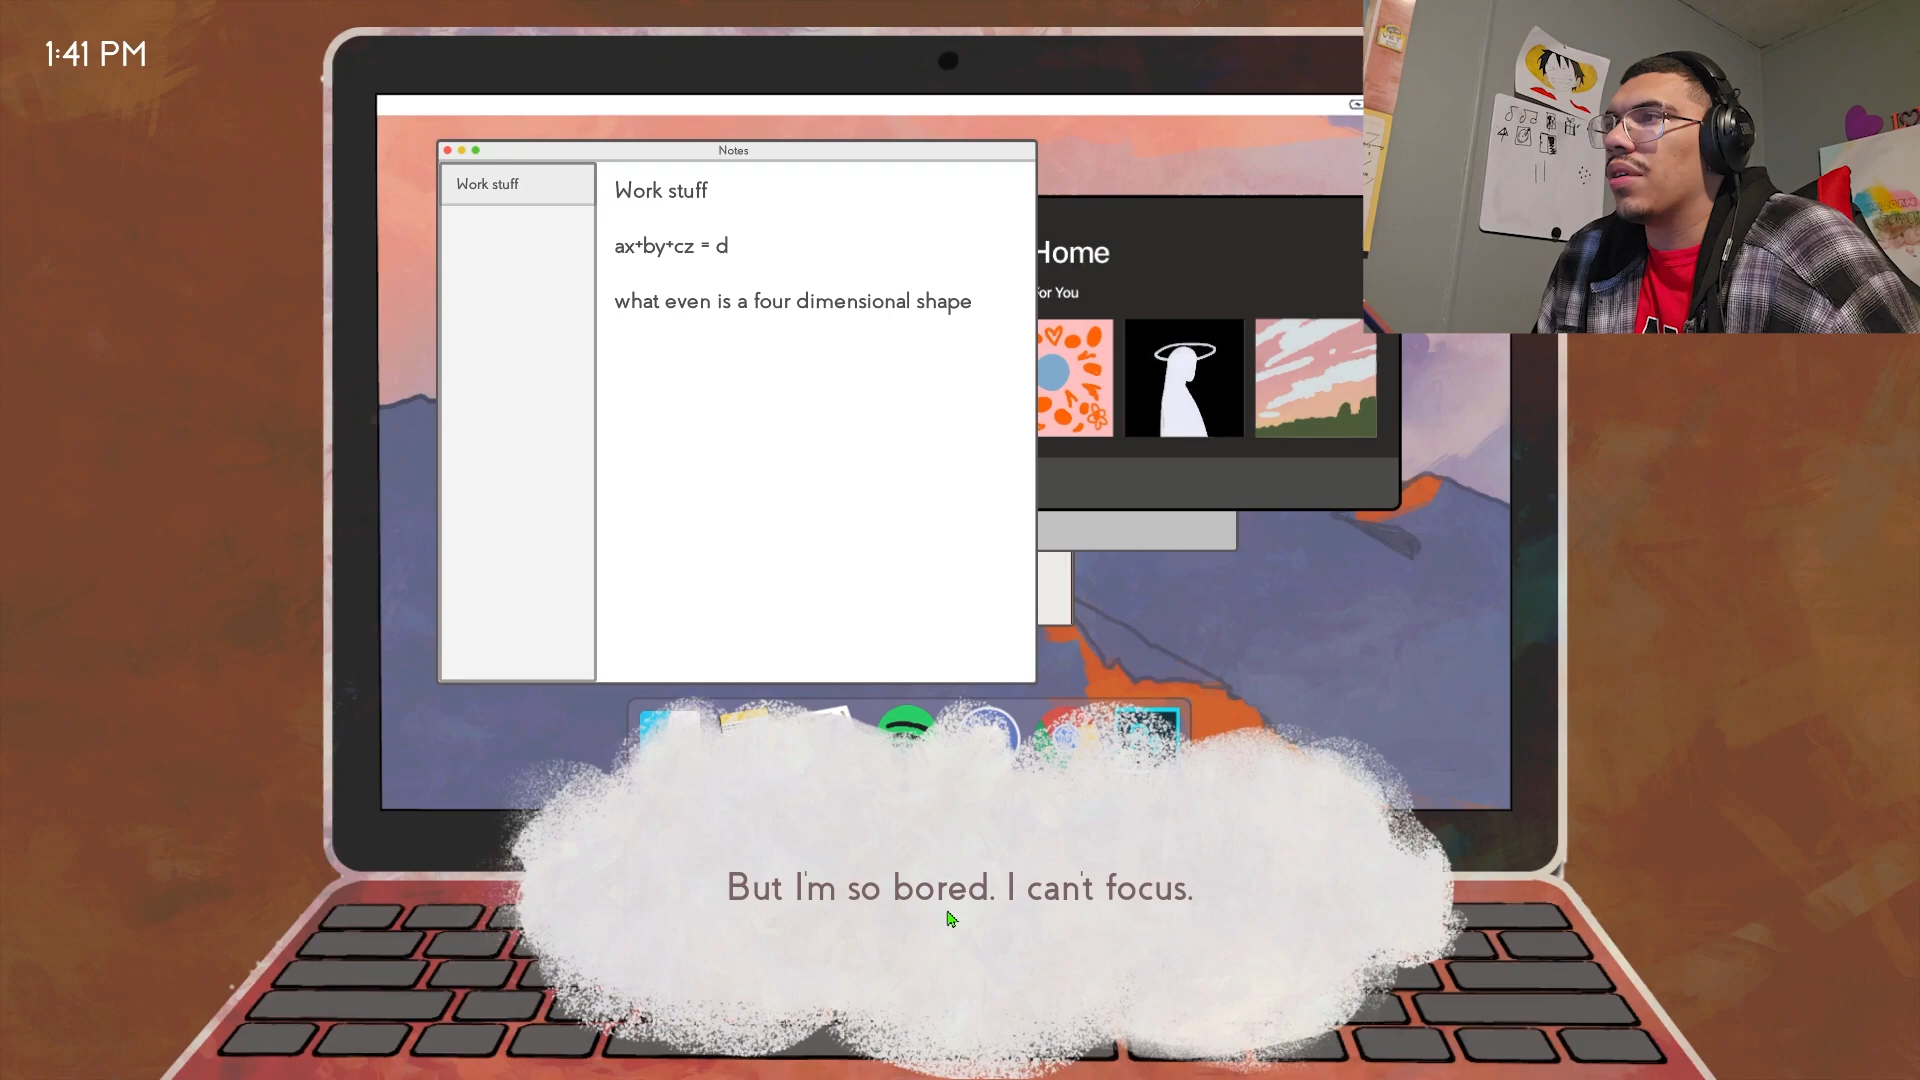 1:41 PM
Notes
Work stuff
Work stuff
ax+by+cz = d
what even is a four dimensional shape
Home
For You
But I'm so bored. I can't focus.